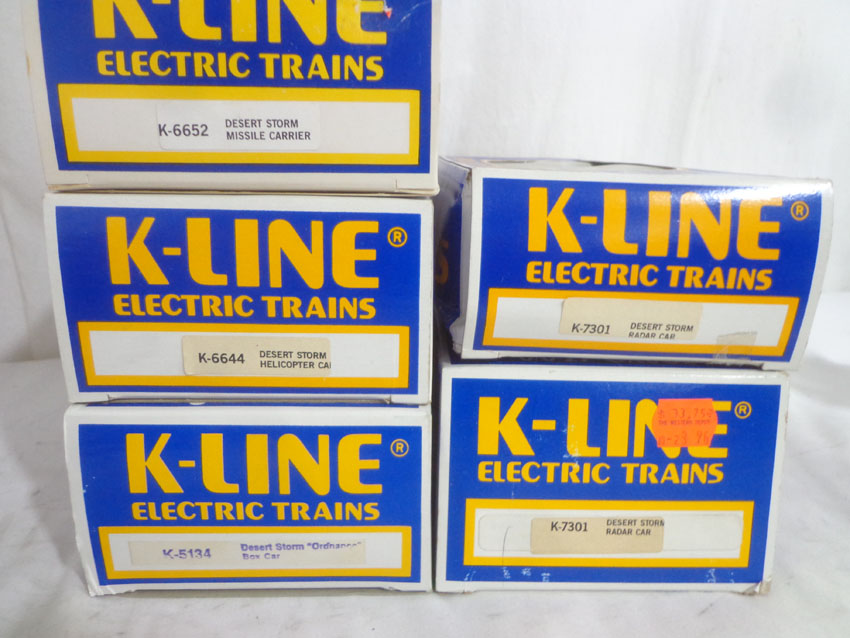 K-LINE
ELECTRIC TRAINS
K-6652 DESERT STORM
MISSILE CARRIER
K-LINE®
ELECTRIC TRAINS
K-6644 DESERT STORM
HELICOPTER CA
K-LINE®
ELECTRIC TRAINS
K-5134 Desert Storm "Ordnance"
Box Car
K-LINE®
ELECTRIC TRAINS
K-7301 DESERT STORM
RADAR CAR
K-LINE®
ELECTRIC TRAINS
K-7301 DESERT STORM
RADAR CAR